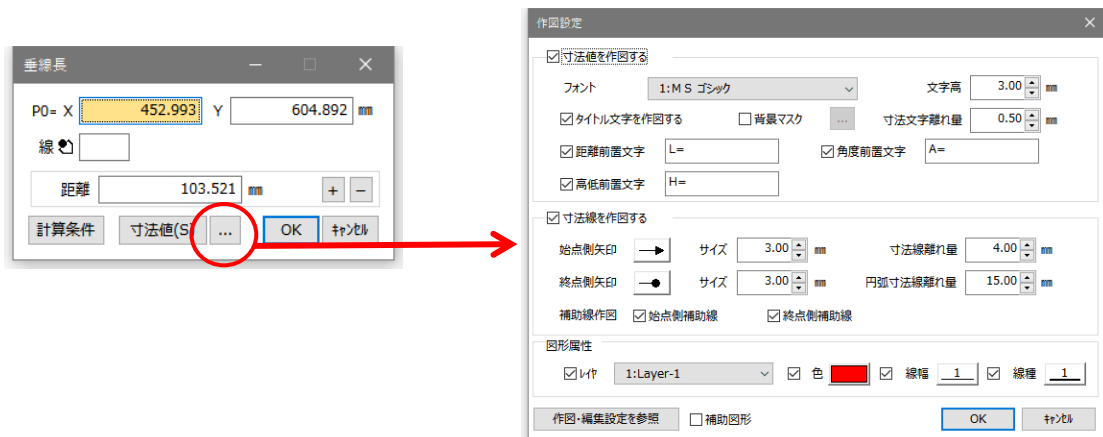 垂線長
P0= X 452.993 Y 604.892 ㎜
線
距離 103.521 ㎜ + −
計算条件 寸法値(S) ... OK ｷｬﾝｾﾙ
作図設定
寸法値を作図する
フォント 1:ＭＳ ゴシック 文字高 3.00 ㎜
タイトル文字を作図する 背景マスク ... 寸法文字離れ量 0.50 ㎜
距離前置文字 L= 角度前置文字 A=
高低前置文字 H=
寸法線を作図する
始点側矢印 サイズ 3.00 ㎜ 寸法線離れ量 4.00 ㎜
終点側矢印 サイズ 3.00 ㎜ 円弧寸法線離れ量 15.00 ㎜
補助線作図 始点側補助線 終点側補助線
図形属性
ﾚｲﾔ 1:Layer-1 色 線幅 1 線種 1
作図・編集設定を参照 補助図形 OK ｷｬﾝｾﾙ